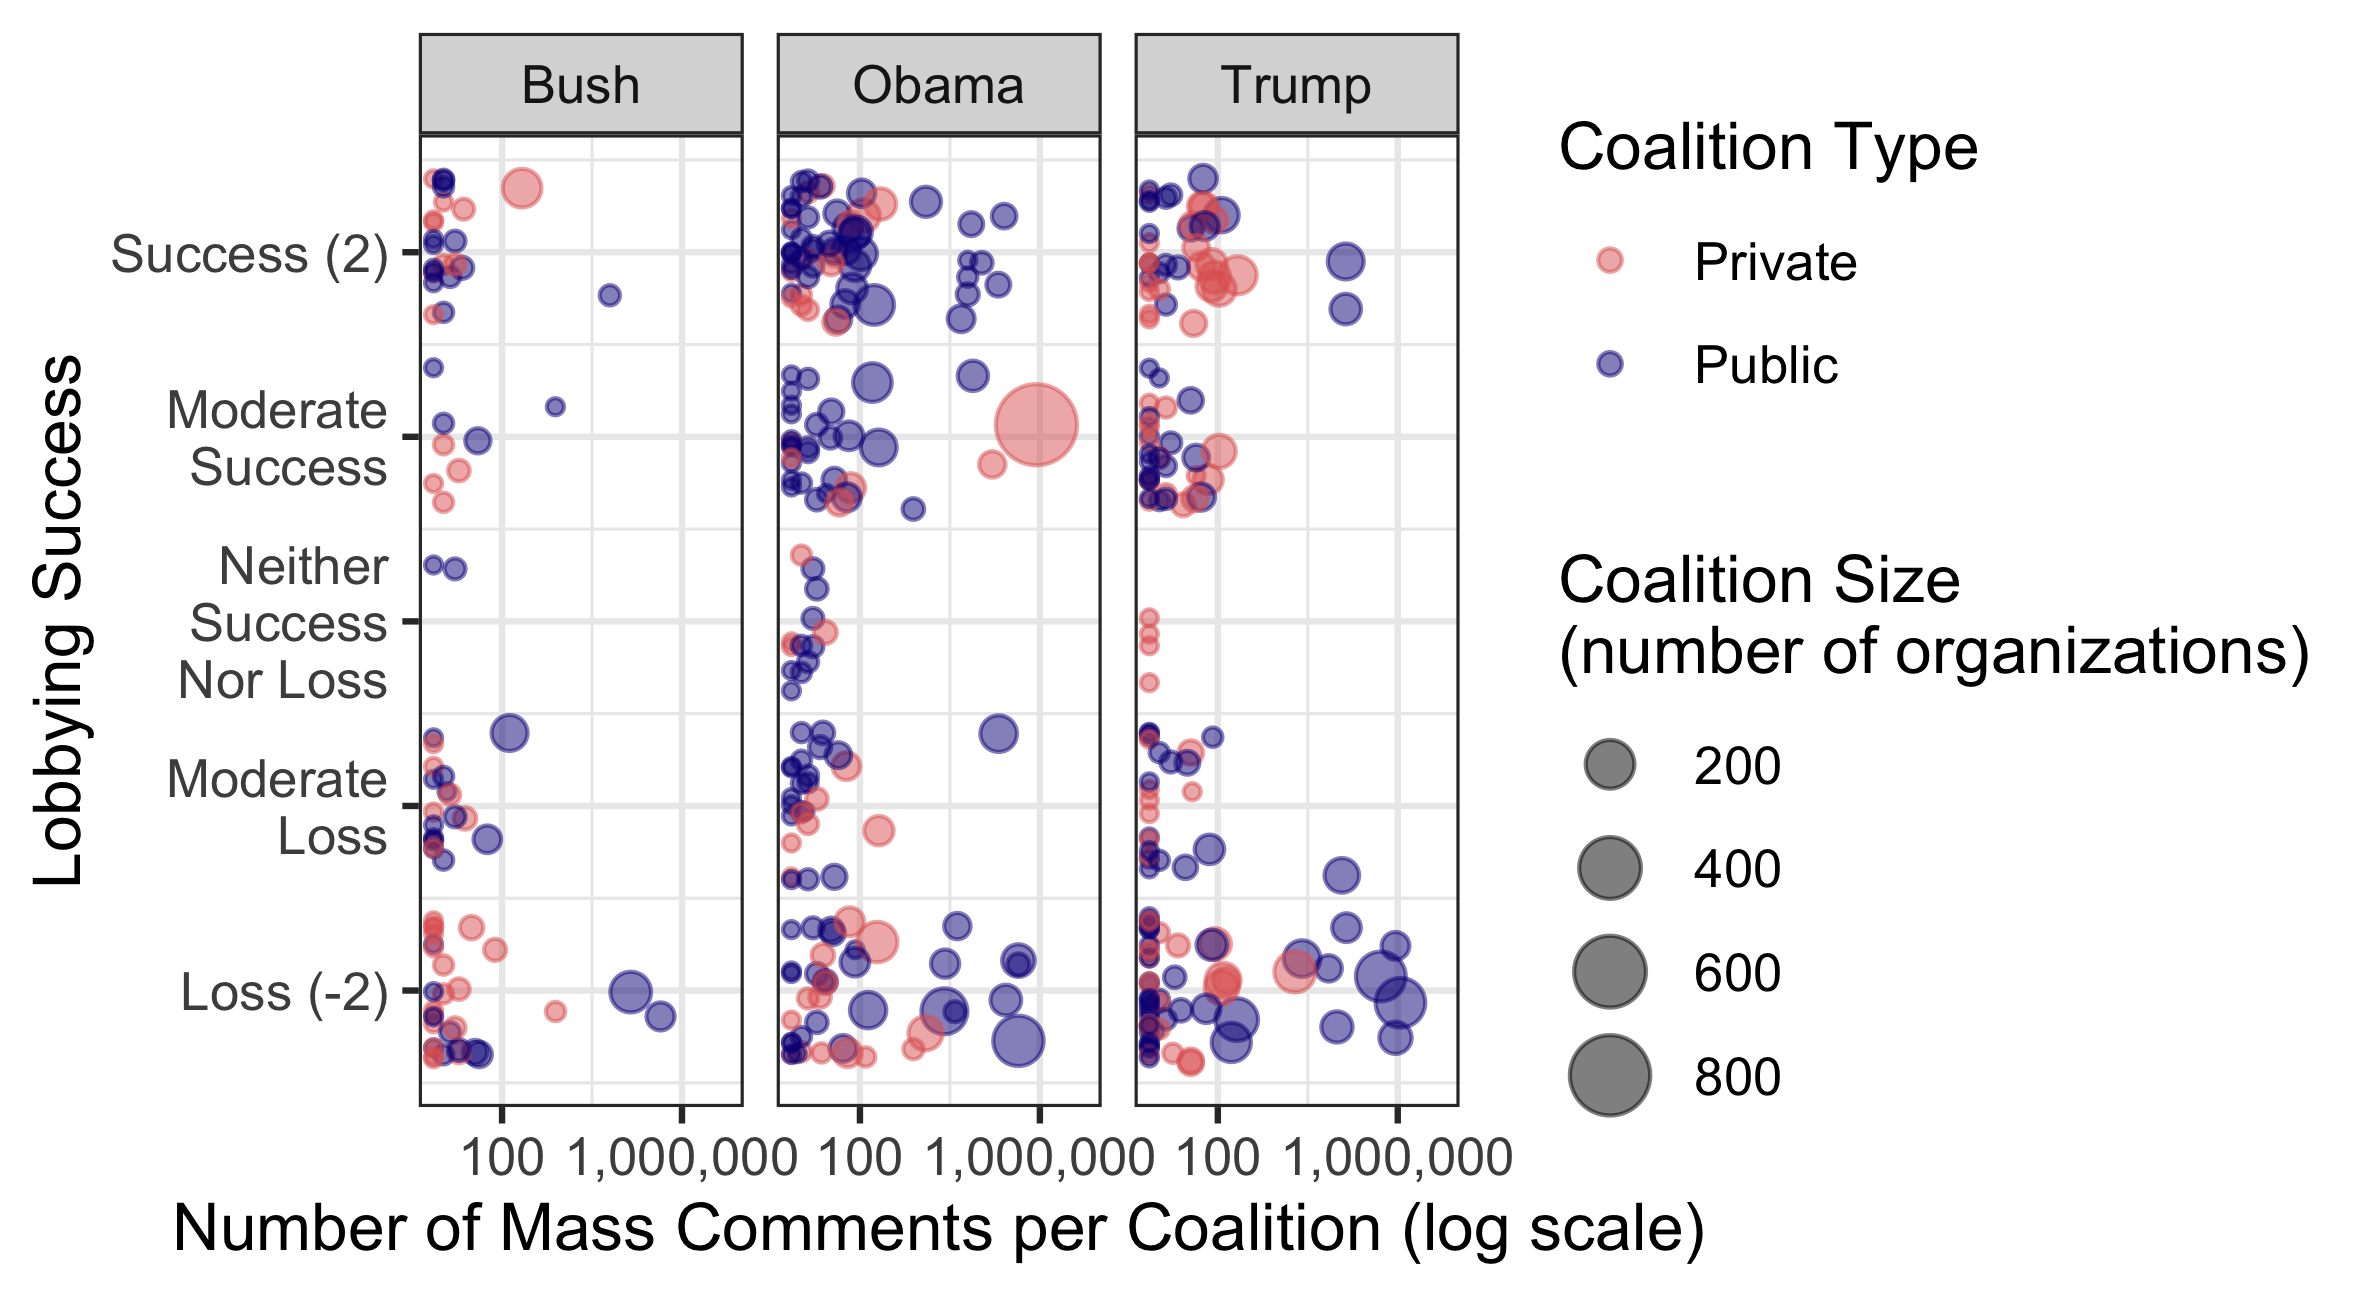 Bush
Obama
Trump
Lobbying Success
Success (2)
Moderate
Success
Neither
Success
Nor Loss
Moderate
Loss
Loss (-2)
100
1,000,000
100
1,000,000
100
1,000,000
Number of Mass Comments per Coalition (log scale)
Coalition Type
Private
Public
Coalition Size
(number of organizations)
200
400
600
800